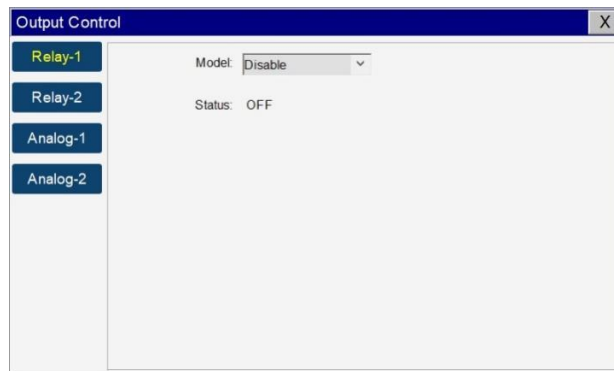 Output Control
X
Relay-1
Model: Disable
Relay-2
Status: OFF
Analog-1
Analog-2